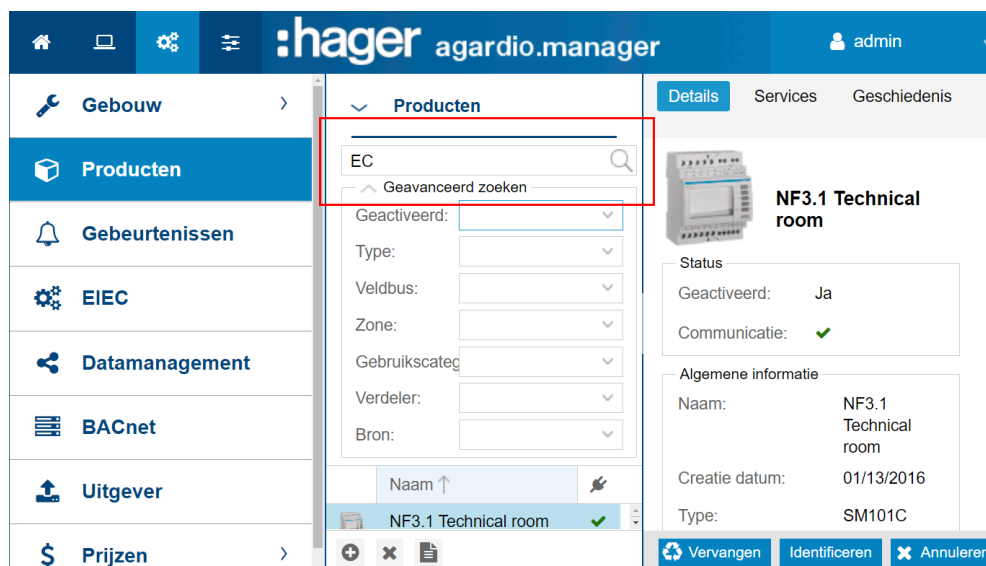 :hager agardio.manager
admin
Gebouw
Producten
Gebeurtenissen
EIEC
Datamanagement
BACnet
Uitgever
Prijzen
Producten
EC
Geavanceerd zoeken
Geactiveerd:
Type:
Veldbus:
Zone:
Gebruikscateg
Verdeler:
Bron:
Naam
NF3.1 Technical room
Details Services Geschiedenis
NF3.1 Technical
room
Status
Geactiveerd: Ja
Communicatie:
Algemene informatie
Naam: NF3.1
Technical
room
Creatie datum: 01/13/2016
Type: SM101C
Vervangen Identificeren Annuleren